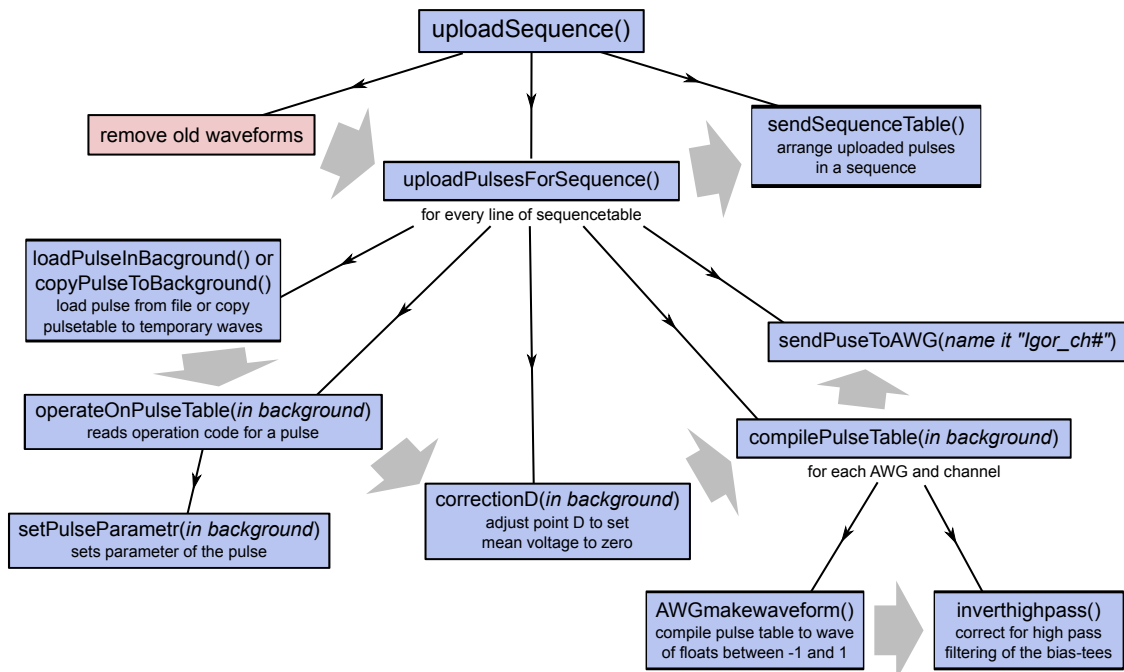 uploadSequence()
remove old waveforms
sendSequenceTable()
arrange uploaded pulses
in a sequence
uploadPulsesForSequence()
for every line of sequencetable
loadPulseInBacground() or
copyPulseToBackground()
load pulse from file or copy
pulsetable to temporary waves
sendPuseToAWG(name it "Igor_ch#")
operateOnPulseTable(in background)
reads operation code for a pulse
compilePulseTable(in background)
for each AWG and channel
setPulseParametr(in background)
sets parameter of the pulse
correctionD(in background)
adjust point D to set
mean voltage to zero
AWGmakewaveform()
compile pulse table to wave
of floats between -1 and 1
inverthighpass()
correct for high pass
filtering of the bias-tees